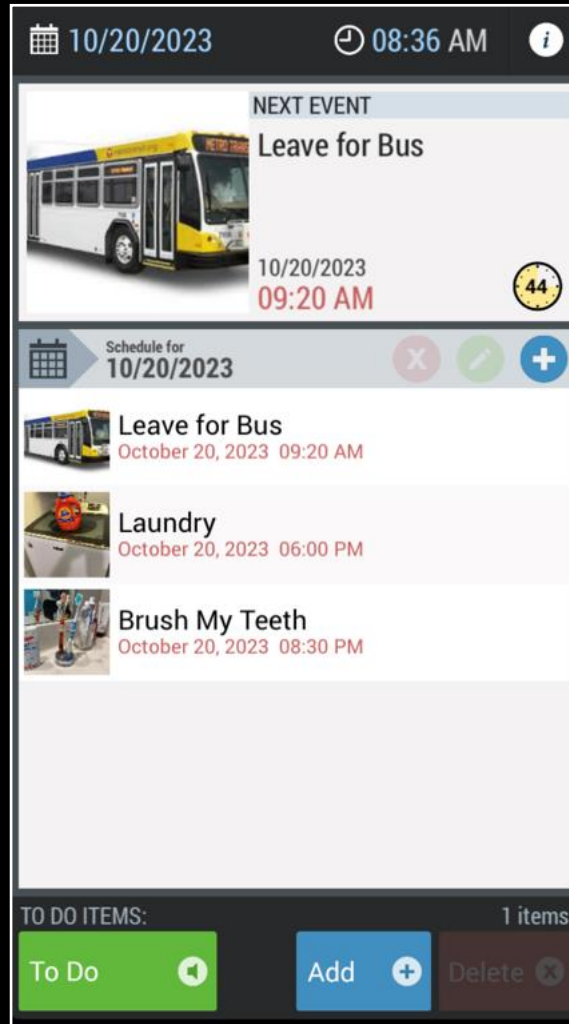 10/20/2023
08:36 AM
i
NEXT EVENT
Leave for Bus
10/20/2023
09:20 AM
44
Schedule for
10/20/2023
Leave for Bus
October 20, 2023 09:20 AM
Laundry
October 20, 2023 06:00 PM
Brush My Teeth
October 20, 2023 08:30 PM
TO DO ITEMS:
1 items
To Do
Add
Delete